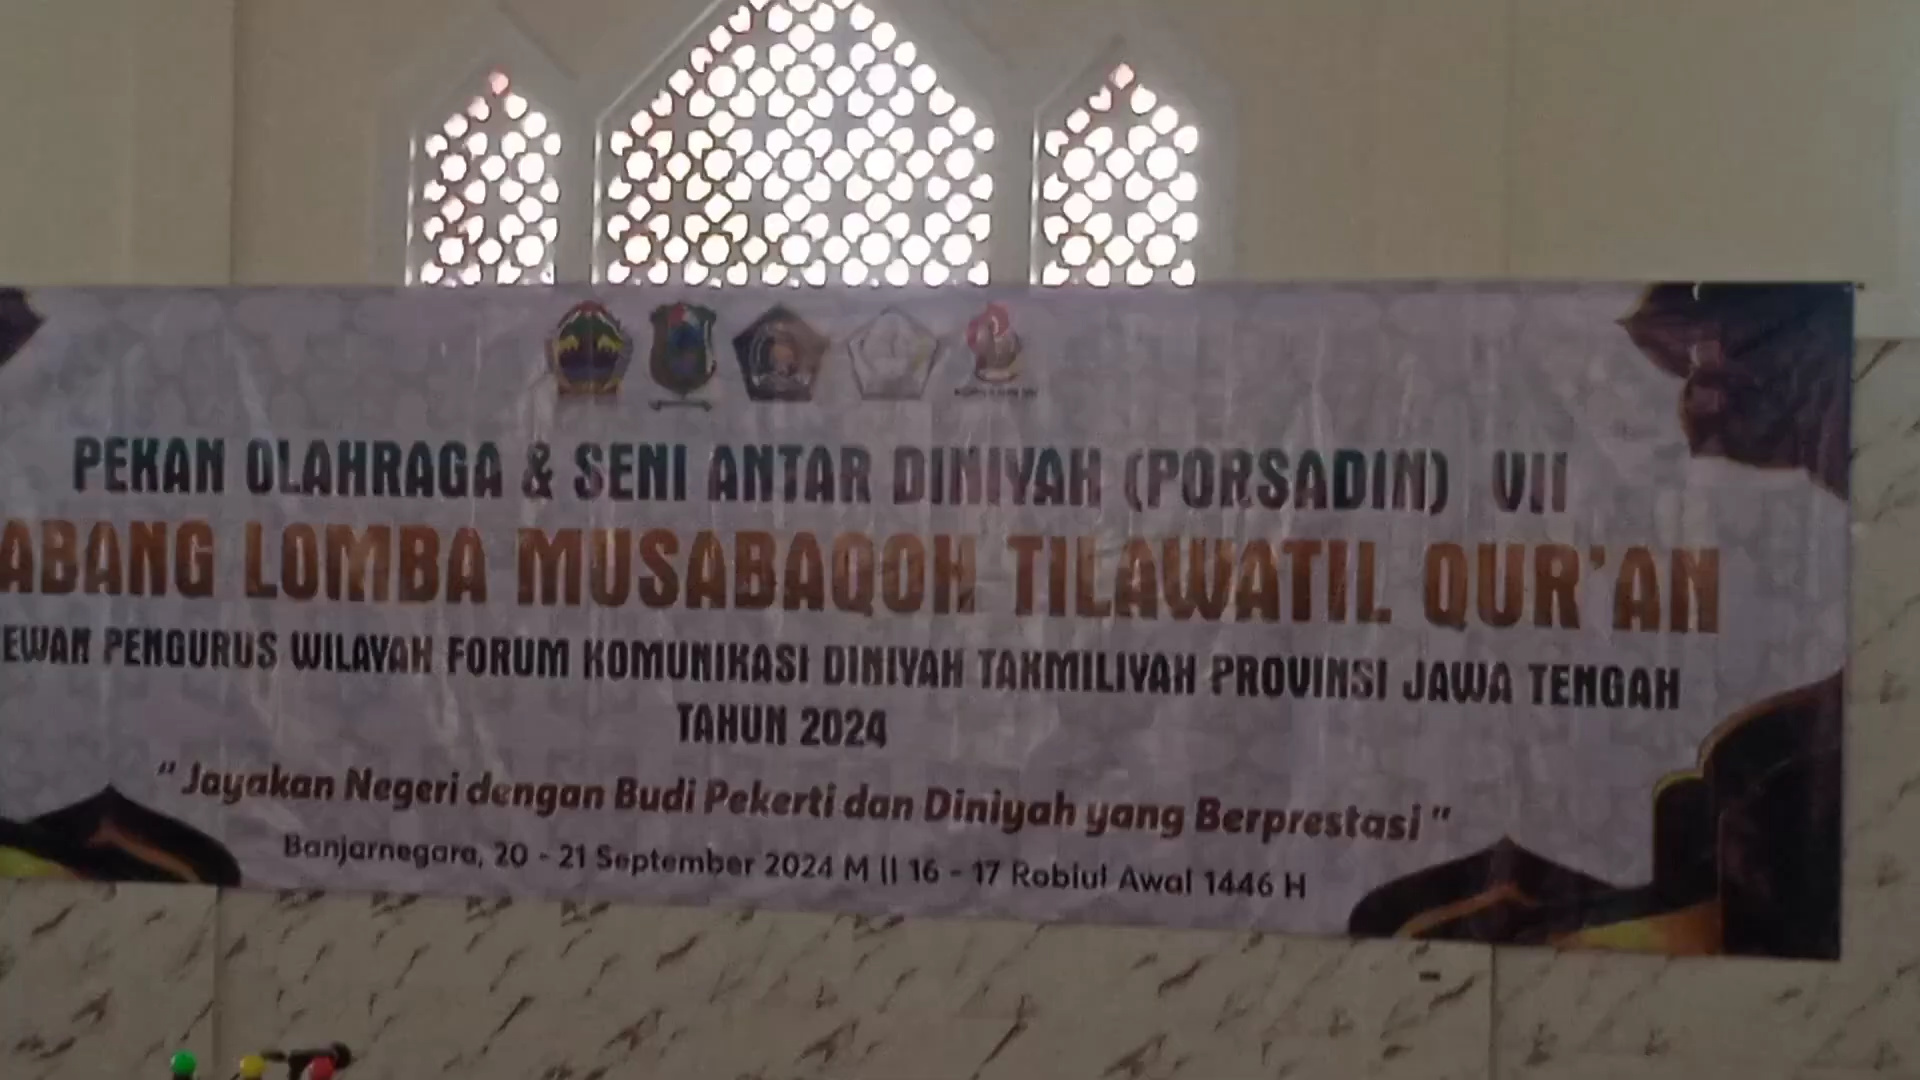 PEKAN OLAHRAGA & SENI ANTAR DINIYAH (PORSADIN) VII
ABANG LOMBA MUSABAQOH TILAWATIL QUR'AN
EWAN PENGURUS WILAYAH FORUM KOMUNIKASI DINIYAH TAKMILIYAH PROVINSI JAWA TENGAH
TAHUN 2024
" Jayakan Negeri dengan Budi Pekerti dan Diniyah yang Berprestasi "
Banjarnegara, 20 - 21 September 2024 M II 16 - 17 Robiul Awal 1446 H